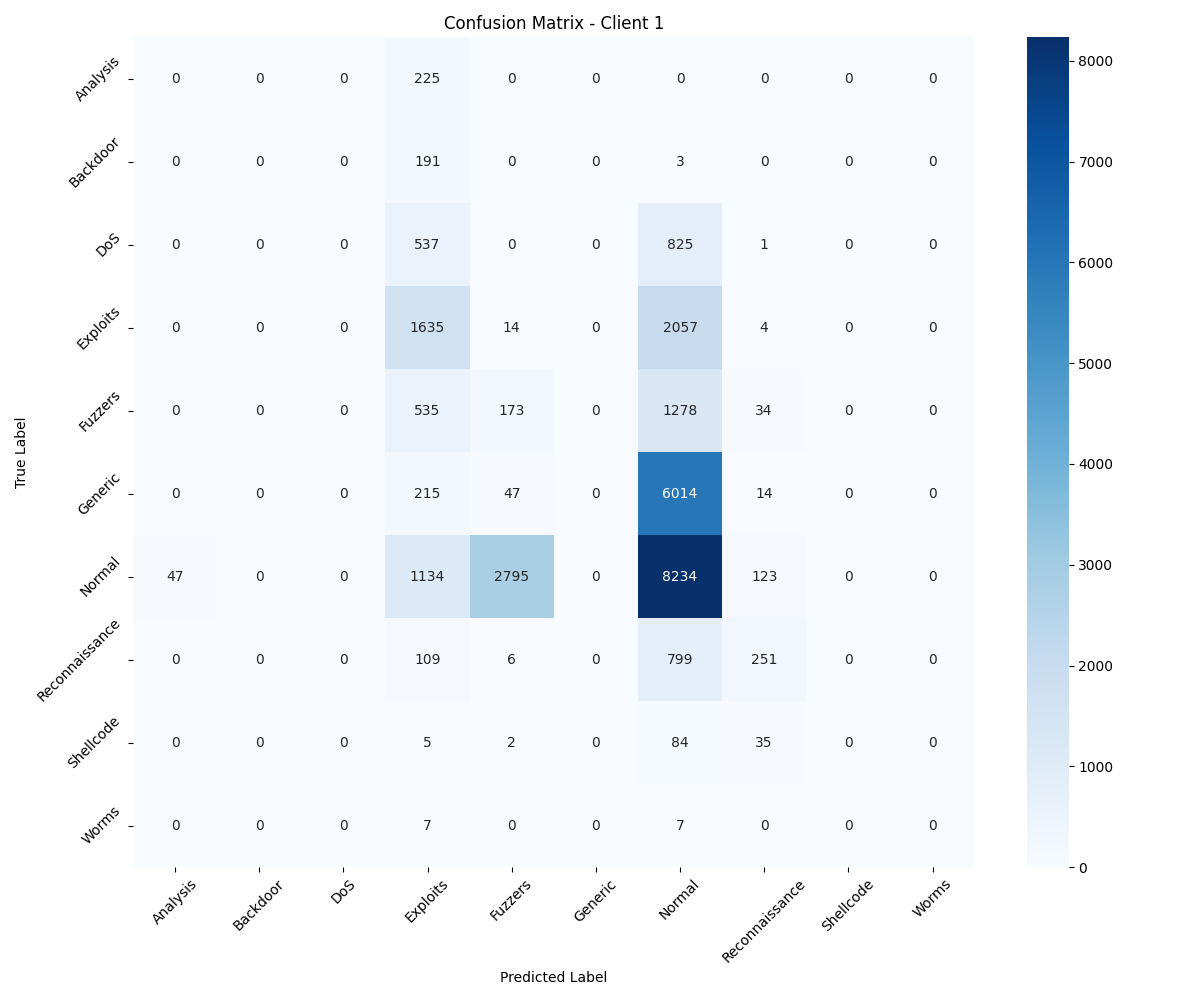 Confusion Matrix - Client 1
True Label
Analysis 0 0 0 225 0 0 0 0 0 0
Backdoor 0 0 0 191 0 0 3 0 0 0
DoS 0 0 0 537 0 0 825 1 0 0
Exploits 0 0 0 1635 14 0 2057 4 0 0
Fuzzers 0 0 0 535 173 0 1278 34 0 0
Generic 0 0 0 215 47 0 6014 14 0 0
Normal 47 0 0 1134 2795 0 8234 123 0 0
Reconnaissance 0 0 0 109 6 0 799 251 0 0
Shellcode 0 0 0 5 2 0 84 35 0 0
Worms 0 0 0 7 0 0 7 0 0 0
Analysis Backdoor DoS Exploits Fuzzers Generic Normal Reconnaissance Shellcode Worms
Predicted Label
8000
7000
6000
5000
4000
3000
2000
1000
0